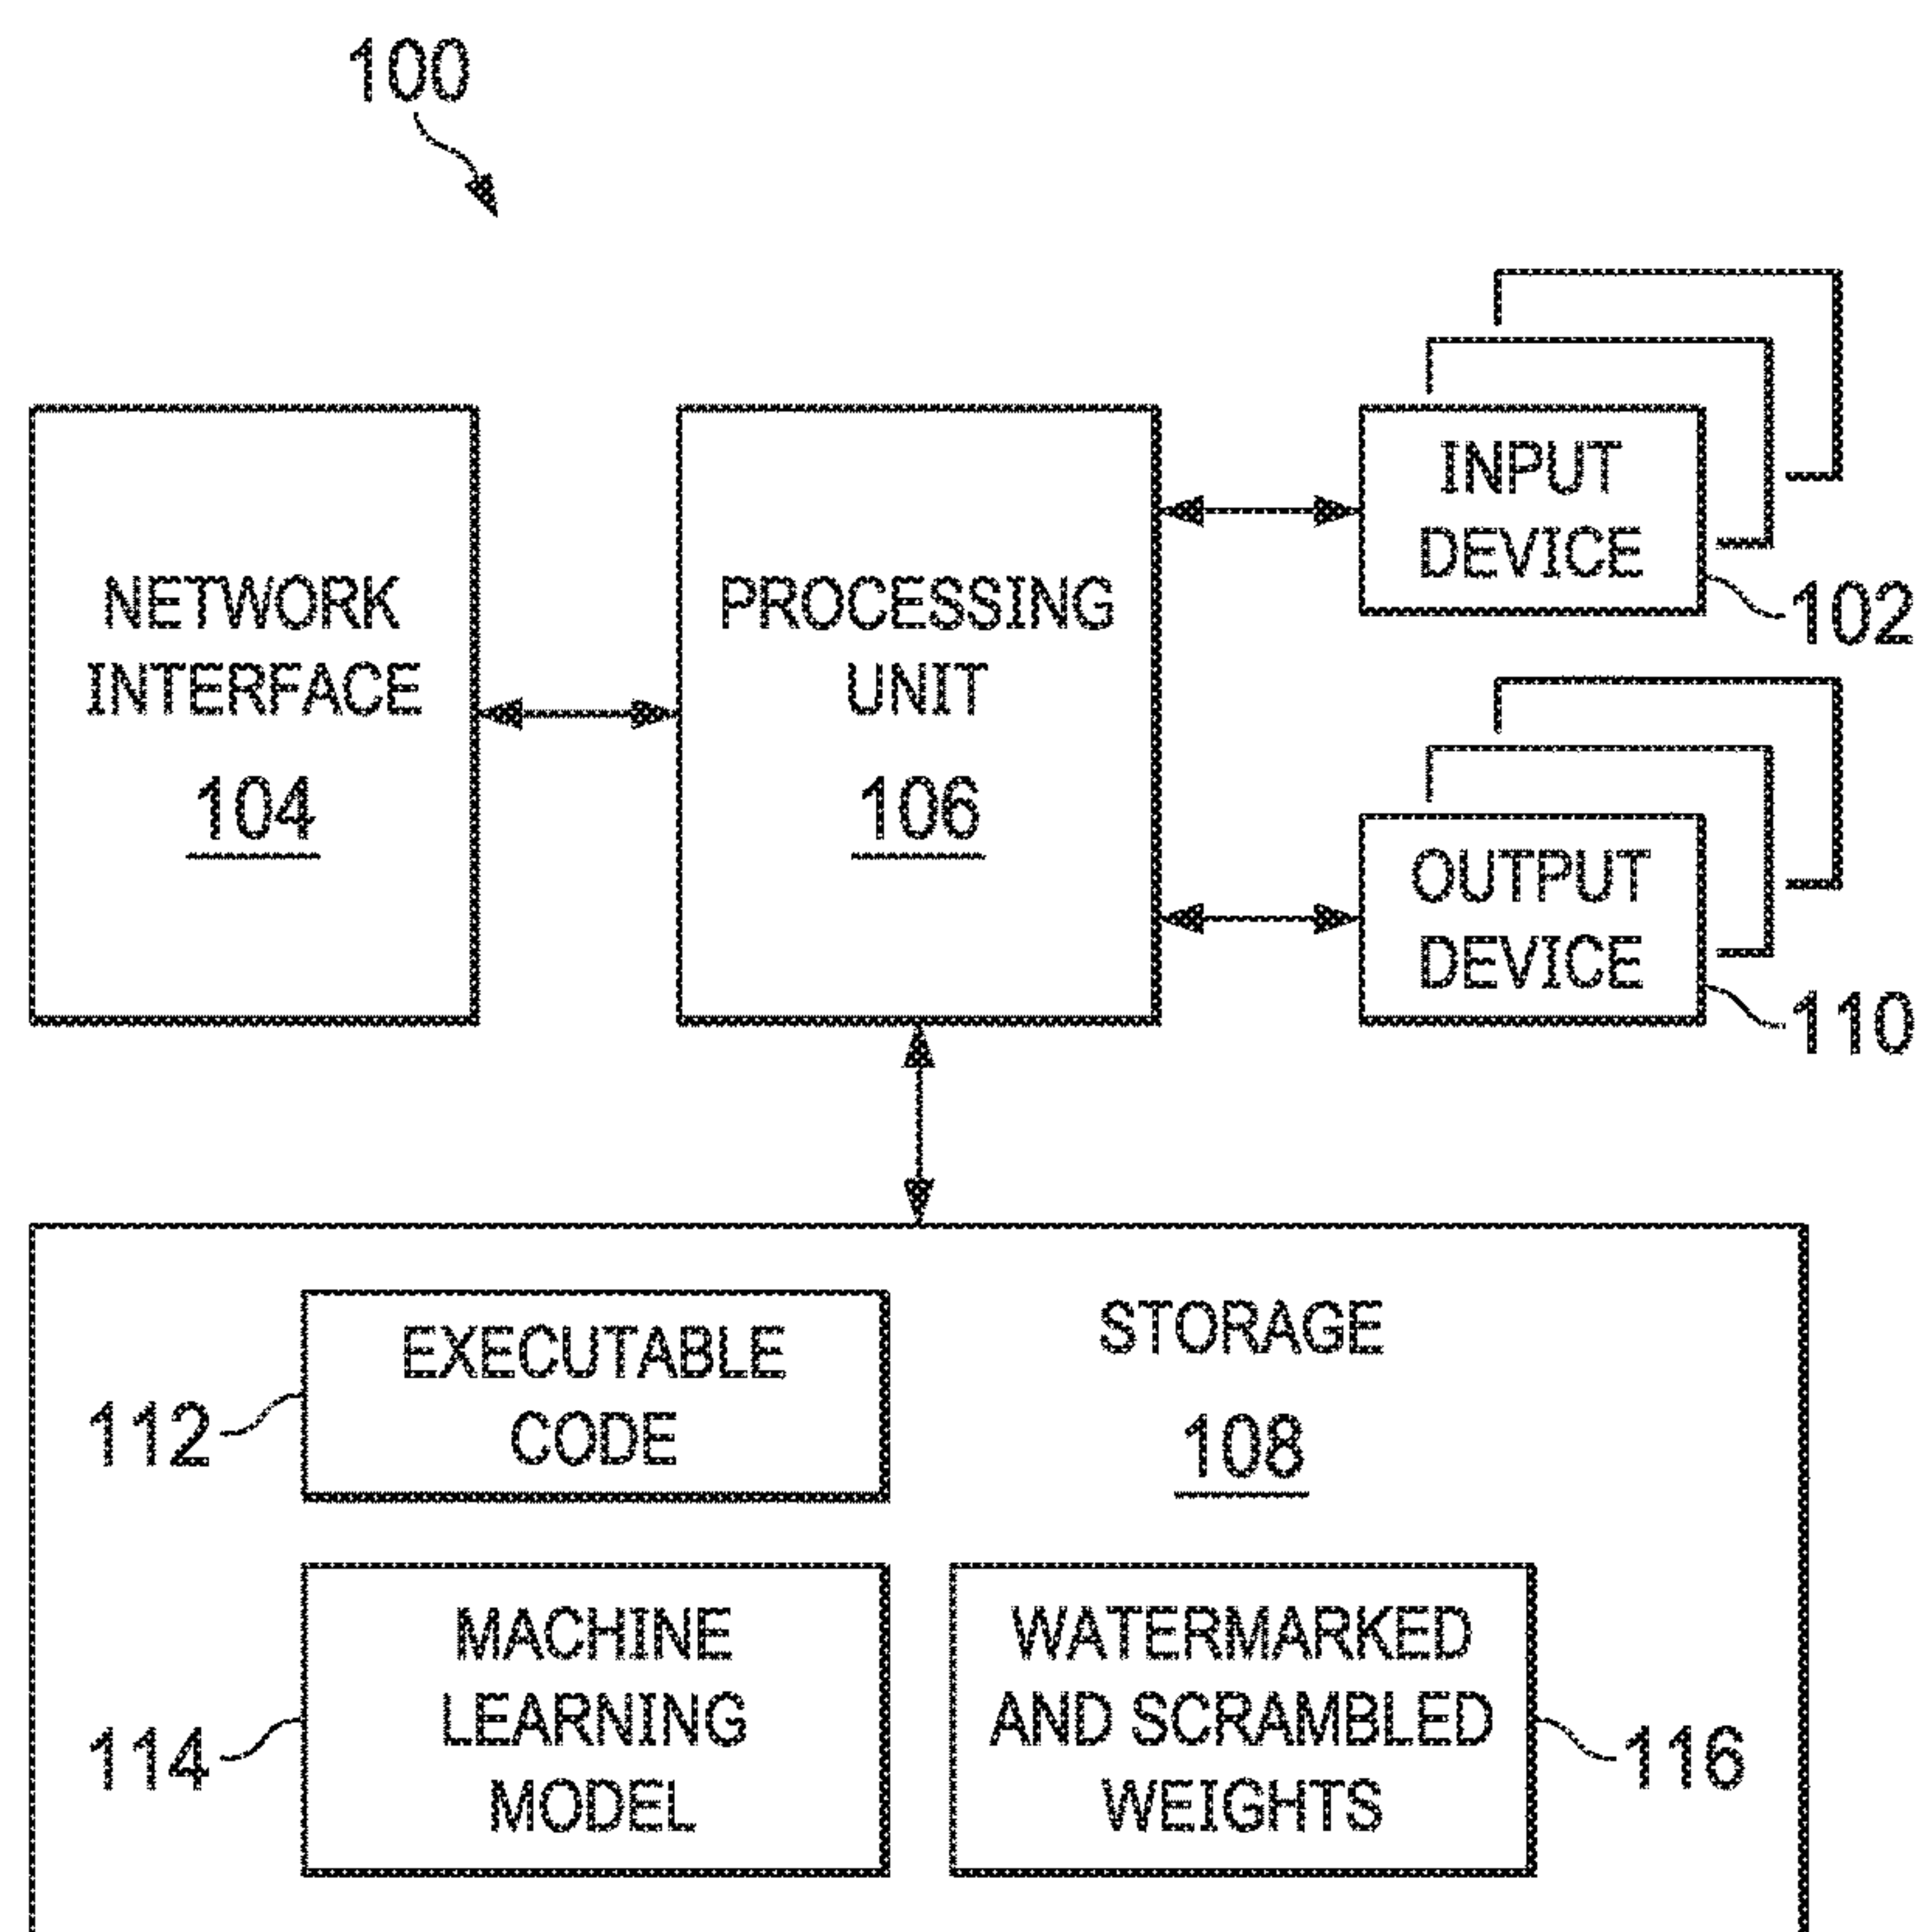 100
INPUT
DEVICE
102
NETWORK
INTERFACE
104
PROCESSING
UNIT
106
OUTPUT
DEVICE
110
EXECUTABLE
CODE
112
STORAGE
108
MACHINE
LEARNING
MODEL
114
WATERMARKED
AND SCRAMBLED
WEIGHTS
116